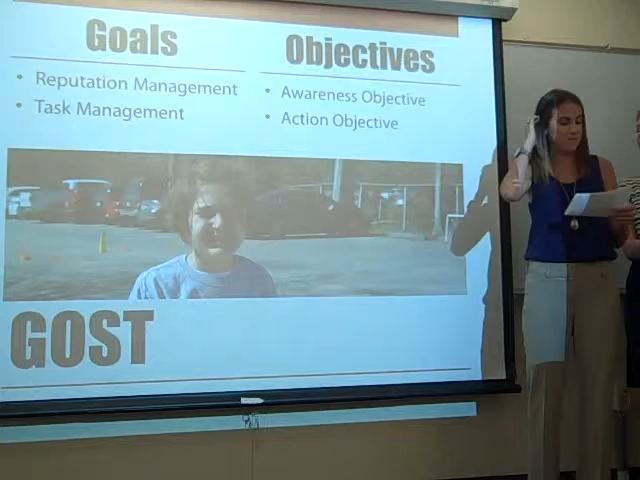 Goals
• Reputation Management
• Task Management
Objectives
• Awareness Objective
• Action Objective
GOST